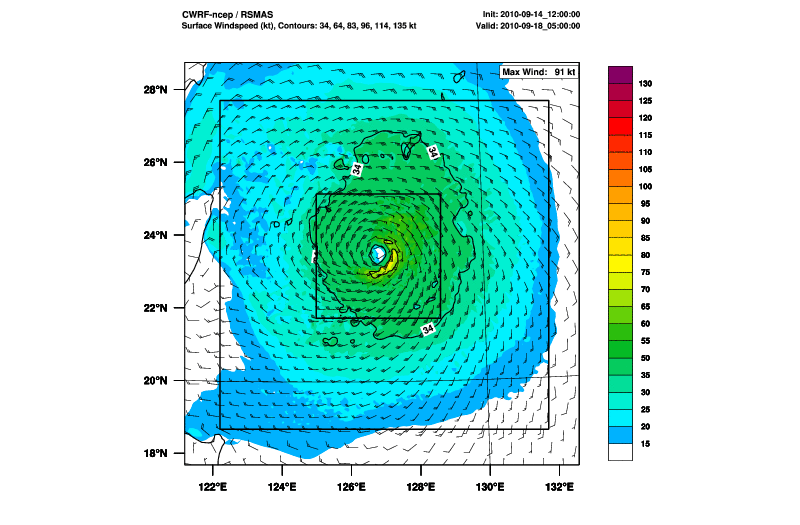 CWRF-ncep / RSMAS
Init: 2010-09-14_12:00:00
Surface Windspeed (kt), Contours: 34, 64, 83, 96, 114, 135 kt
Valid: 2010-09-18_05:00:00
Max Wind: 91 kt
28°N
26°N
24°N
22°N
20°N
18°N
122°E
124°E
126°E
128°E
130°E
132°E
34
34
34
130
125
120
115
110
105
100
95
90
85
80
75
70
65
60
55
50
45
40
35
30
25
20
15